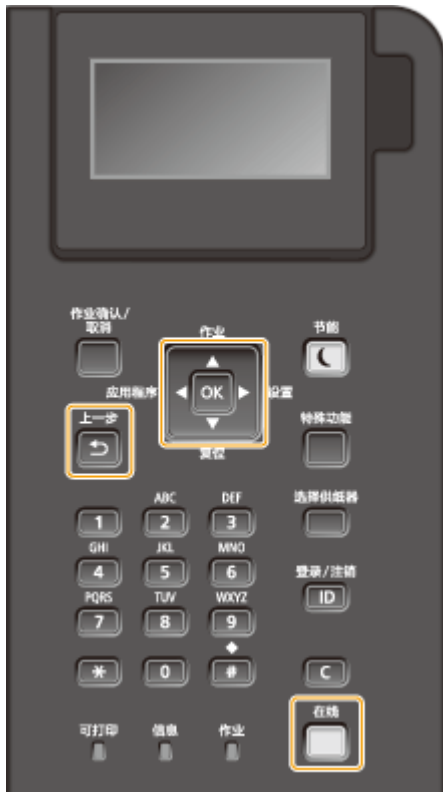 作业确认/
取消
作业
节能
应用程序
OK
设置
上一步
特殊功能
复位
ABC
DEF
选择供纸器
1
2
3
GHI
JKL
MNO
4
5
6
登录/注销
PQRS
TUV
WXYZ
ID
7
8
9
*
0
#
C
在线
可打印
信息
作业